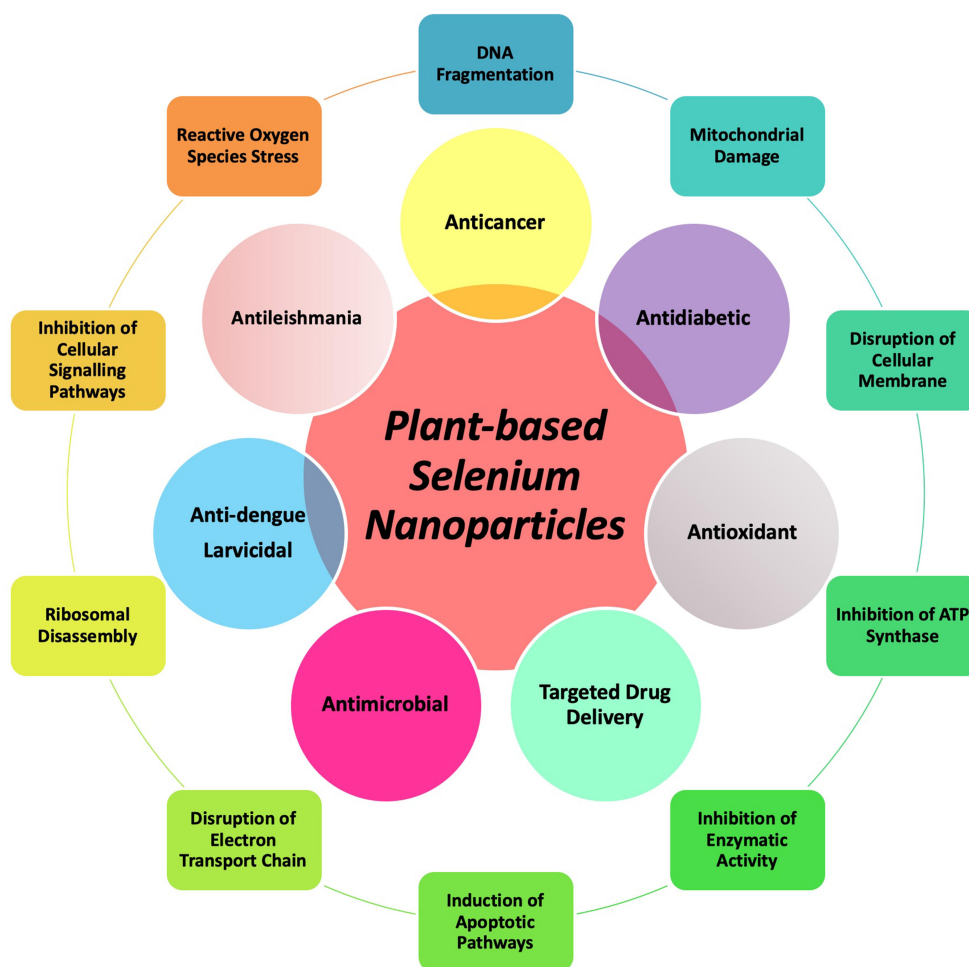 DNA
Fragmentation
Reactive Oxygen
Species Stress
Mitochondrial
Damage
Anticancer
Antileishmania
Antidiabetic
Inhibition of
Cellular
Signalling
Pathways
Disruption of
Cellular
Membrane
Plant-based
Selenium
Nanoparticles
Anti-dengue
Larvicidal
Antioxidant
Ribosomal
Disassembly
Inhibition of ATP
Synthase
Antimicrobial
Targeted Drug
Delivery
Disruption of
Electron
Transport Chain
Inhibition of
Enzymatic
Activity
Induction of
Apoptotic
Pathways